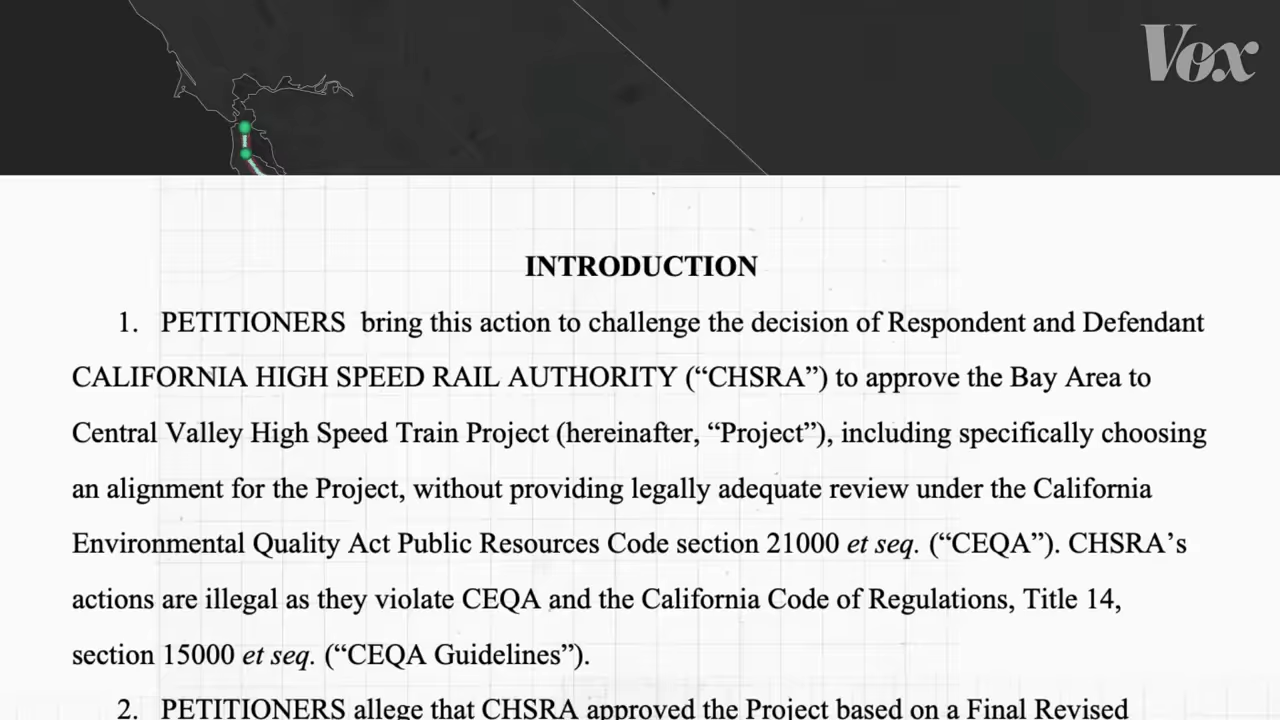 Vox
INTRODUCTION
1. PETITIONERS bring this action to challenge the decision of Respondent and Defendant
CALIFORNIA HIGH SPEED RAIL AUTHORITY (“CHSRA”) to approve the Bay Area to
Central Valley High Speed Train Project (hereinafter, “Project”), including specifically choosing
an alignment for the Project, without providing legally adequate review under the California
Environmental Quality Act Public Resources Code section 21000 et seq. (“CEQA”). CHSRA’s
actions are illegal as they violate CEQA and the California Code of Regulations, Title 14,
section 15000 et seq. (“CEQA Guidelines”).
2. PETITIONERS allege that CHSRA approved the Project based on a Final Revised